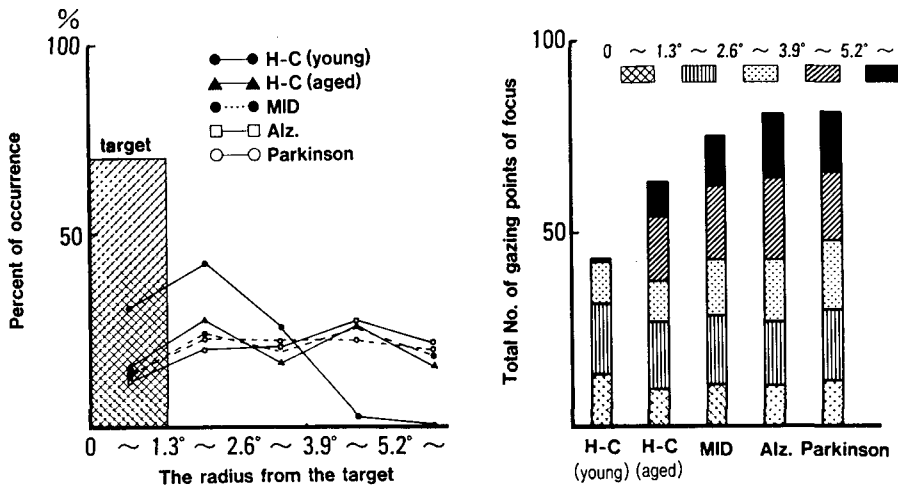 %
100
H-C (young)
H-C (aged)
MID
Alz.
Parkinson
target
50
Percent of occurrence
0 ~ 1.3° ~ 2.6° ~ 3.9° ~ 5.2° ~
The radius from the target
100
0 ~ 1.3° ~ 2.6° ~ 3.9° ~ 5.2° ~
50
Total No. of gazing points of focus
H-C H-C MID Alz. Parkinson
(young) (aged)